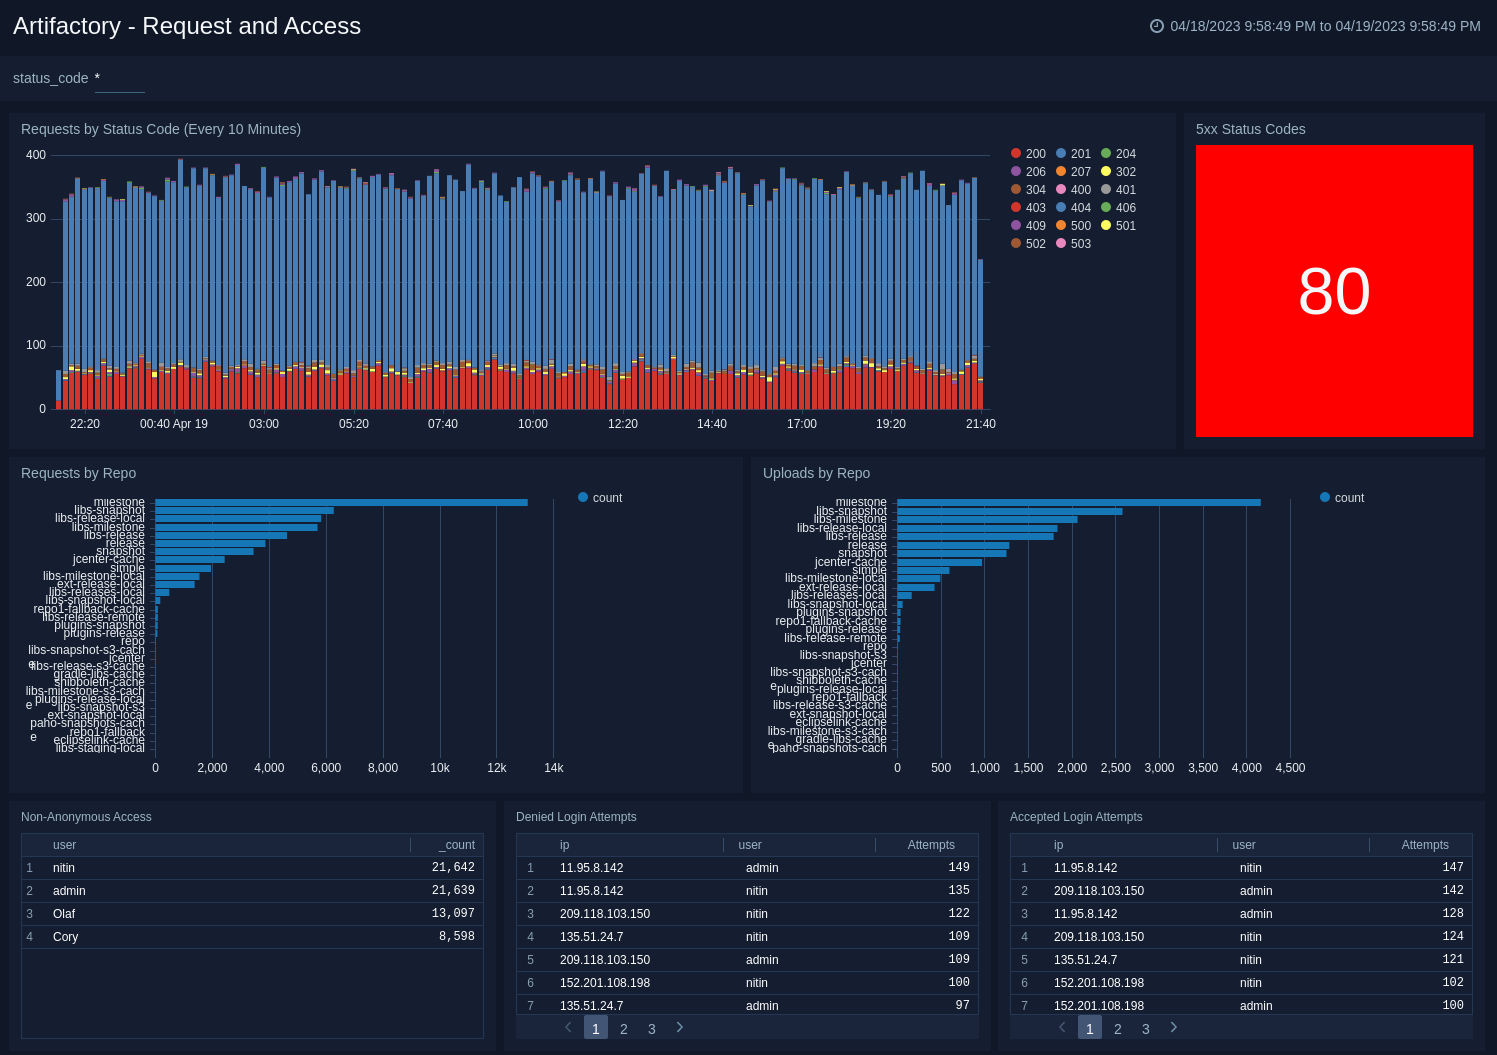 Artifactory - Request and Access
04/18/2023 9:58:49 PM to 04/19/2023 9:58:49 PM
status_code *
Requests by Status Code (Every 10 Minutes)
400
300
200
100
0
22:20 00:40 Apr 19 03:00 05:20 07:40 10:00 12:20 14:40 17:00 19:20 21:40
200 201 204
206 207 302
304 400 401
403 404 406
409 500 501
502 503
5xx Status Codes
80
Requests by Repo
milestone
libs-snapshot
libs-release-local
libs-milestone
libs-release
release
snapshot
jcenter-cache
simple
libs-milestone-local
ext-release-local
libs-releases-local
libs-snapshot-local
repo1-fallback-cache
libs-release-remote
plugins-snapshot
plugins-release
repo
libs-snapshot-s3-cach
e
jcenter
libs-release-s3-cache
gradle-libs-cache
shibboleth-cache
libs-milestone-s3-cach
e
plugins-release-local
libs-snapshot-s3
ext-snapshot-local
paho-snapshots-cach
e
repo1-fallback
eclipselink-cache
libs-staging-local
0 2,000 4,000 6,000 8,000 10k 12k 14k
count
Uploads by Repo
milestone
libs-snapshot
libs-milestone
libs-release-local
libs-release
release
snapshot
jcenter-cache
simple
libs-milestone-local
ext-release-local
libs-releases-local
libs-snapshot-local
plugins-snapshot
repo1-fallback-cache
plugins-release
libs-release-remote
repo
libs-snapshot-s3
jcenter
libs-snapshot-s3-cach
e
shibboleth-cache
plugins-release-local
repo1-fallback
libs-release-s3-cache
ext-snapshot-local
eclipselink-cache
libs-milestone-s3-cach
e
gradle-libs-cache
paho-snapshots-cach
0 500 1,000 1,500 2,000 2,500 3,000 3,500 4,000 4,500
count
Non-Anonymous Access
user _count
1 nitin 21,642
2 admin 21,639
3 Olaf 13,097
4 Cory 8,598
Denied Login Attempts
ip user Attempts
1 11.95.8.142 admin 149
2 11.95.8.142 nitin 135
3 209.118.103.150 nitin 122
4 135.51.24.7 nitin 109
5 209.118.103.150 admin 109
6 152.201.108.198 nitin 100
7 135.51.24.7 admin 97
1 2 3
Accepted Login Attempts
ip user Attempts
1 11.95.8.142 nitin 147
2 209.118.103.150 admin 142
3 11.95.8.142 admin 128
4 209.118.103.150 nitin 124
5 135.51.24.7 nitin 121
6 152.201.108.198 nitin 102
7 152.201.108.198 admin 100
1 2 3